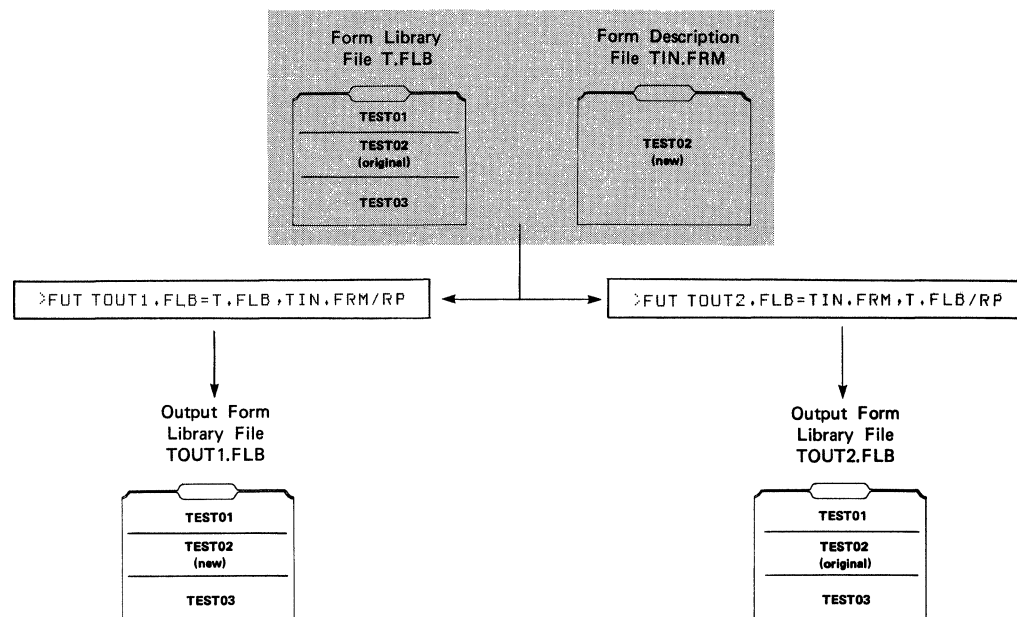 Form Library
File T.FLB
TEST01
TEST02
(original)
TEST03
Form Description
File TIN.FRM
TEST02
(new)
>FUT TOUT1.FLB=T.FLB,TIN.FRM/RP
>FUT TOUT2.FLB=TIN.FRM,T.FLB/RP
Output Form
Library File
TOUT1.FLB
TEST01
TEST02
(new)
TEST03
Output Form
Library File
TOUT2.FLB
TEST01
TEST02
(original)
TEST03